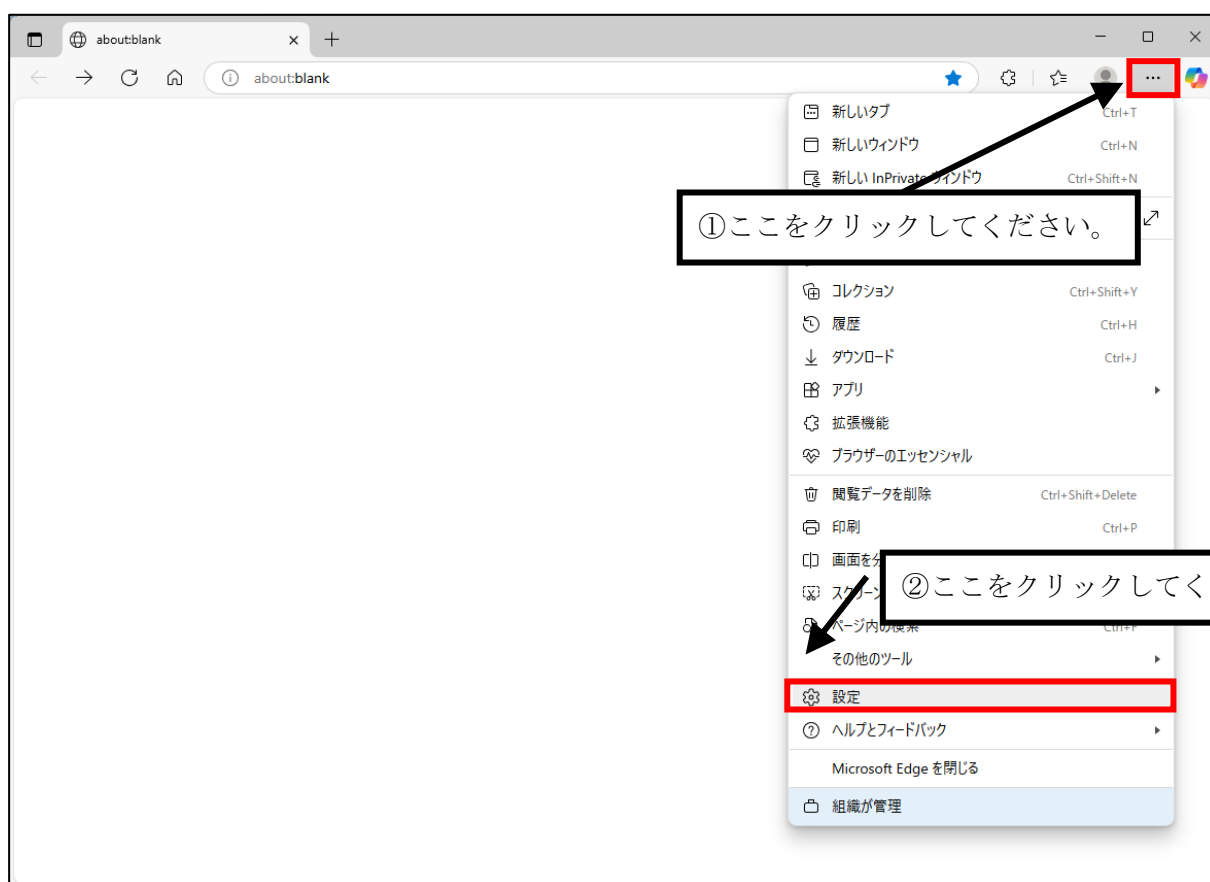 about:blank
about:blank
新しいタブ Ctrl+T
新しいウィンドウ Ctrl+N
新しい InPrivate ウィンドウ Ctrl+Shift+N
①ここをクリックしてください。
コレクション Ctrl+Shift+Y
履歴 Ctrl+H
ダウンロード Ctrl+J
アプリ
拡張機能
ブラウザーのエッセンシャル
閲覧データを削除 Ctrl+Shift+Delete
印刷 Ctrl+P
画面を
②ここをクリックしてく
ページ内の検索 Ctrl+F
その他のツール
設定
ヘルプとフィードバック
Microsoft Edge を閉じる
組織が管理